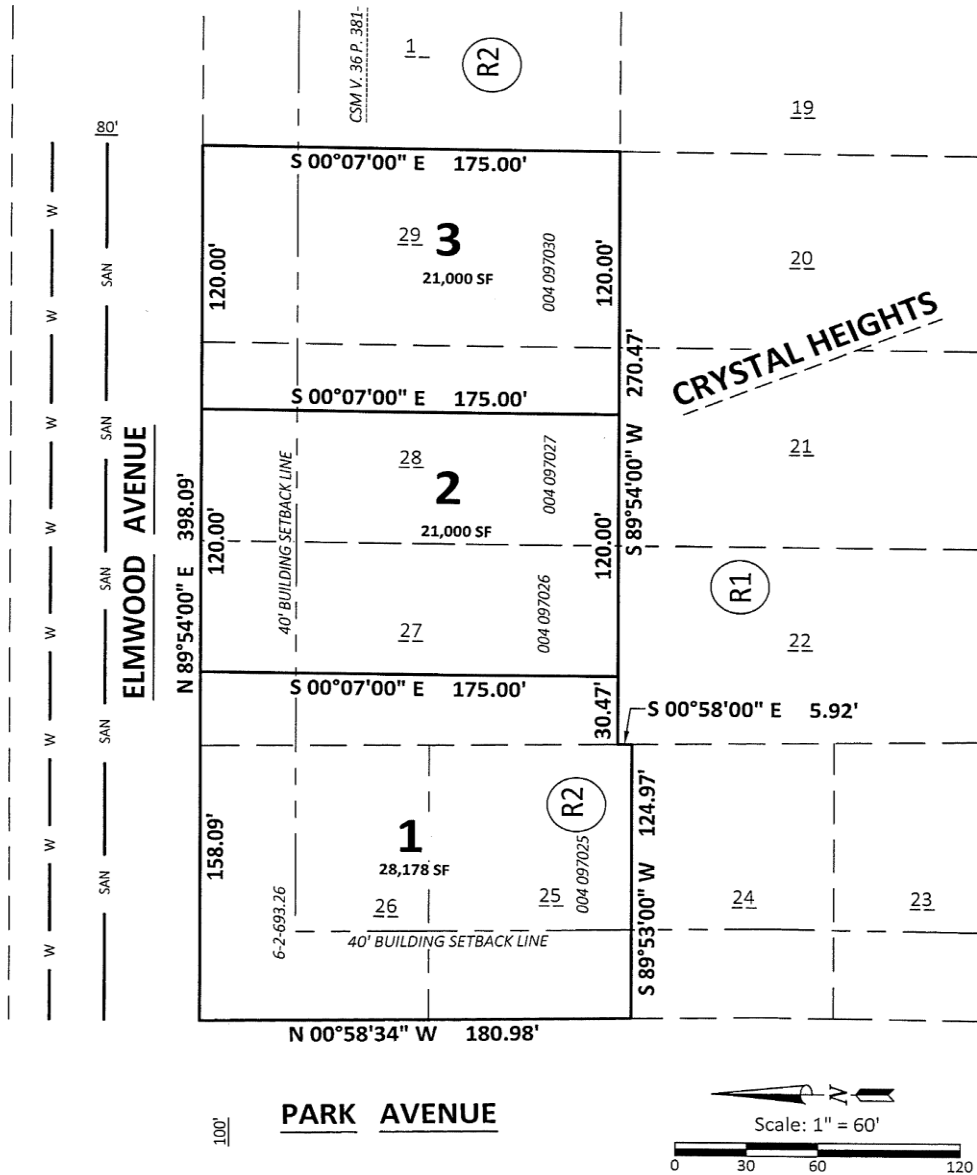 CSM V. 36 P. 381-
1
R2
19
80'
S 00°07'00" E 175.00'
W
SAN
29
3
21,000 SF
004 097030
120.00'
120.00'
20
W
SAN
W
270.47'
CRYSTAL HEIGHTS
S 00°07'00" E 175.00'
W
SAN
ELMWOOD AVENUE
N 89°54'00" E 398.09'
28
2
21,000 SF
004 097027
120.00'
120.00'
40' BUILDING SETBACK LINE
S 89°54'00" W
21
W
SAN
R1
27
004 097026
22
W
SAN
S 00°07'00" E 175.00'
30.47'
S 00°58'00" E 5.92'
W
SAN
R2
1
28,178 SF
158.09'
124.97'
004 097025
26
25
24
23
W
SAN
6-2-693.26
40' BUILDING SETBACK LINE
S 89°53'00" W
W
N 00°58'34" W 180.98'
PARK AVENUE
100'
N
Scale: 1" = 60'
0 30 60 120